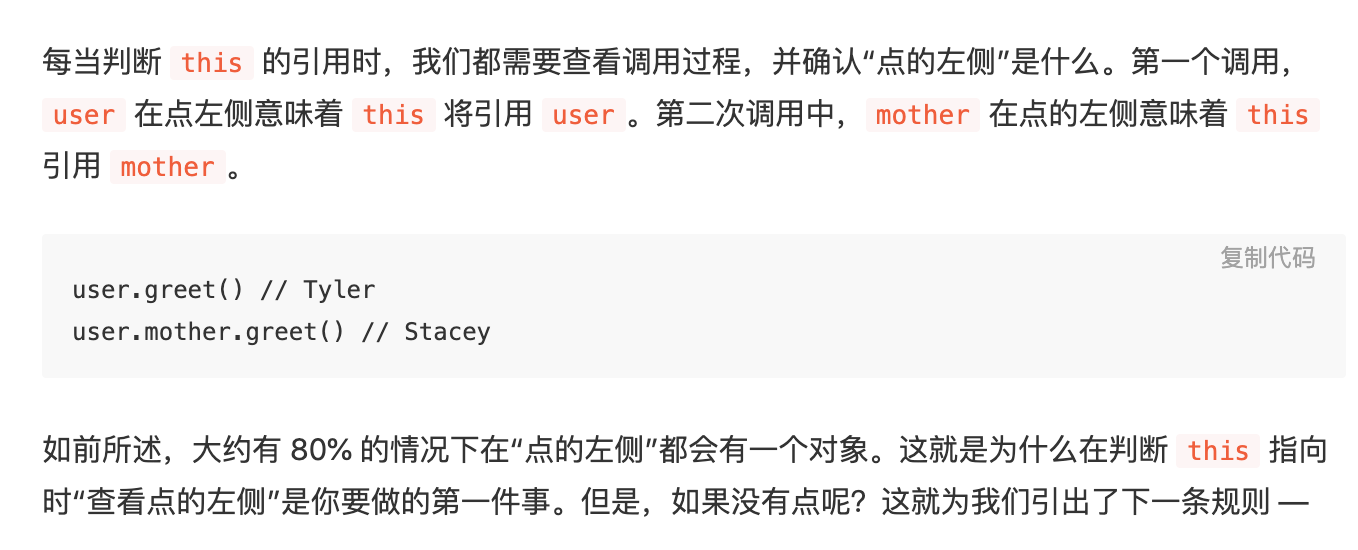 每当判断 this 的引用时，我们都需要查看调用过程，并确认“点的左侧”是什么。第一个调用，
user 在点左侧意味着 this 将引用 user 。第二次调用中， mother 在点的左侧意味着 this
引用 mother 。
复制代码
user.greet() // Tyler
user.mother.greet() // Stacey
如前所述，大约有 80% 的情况下在“点的左侧”都会有一个对象。这就是为什么在判断 this 指向
时“查看点的左侧”是你要做的第一件事。但是，如果没有点呢？这就为我们引出了下一条规则 —